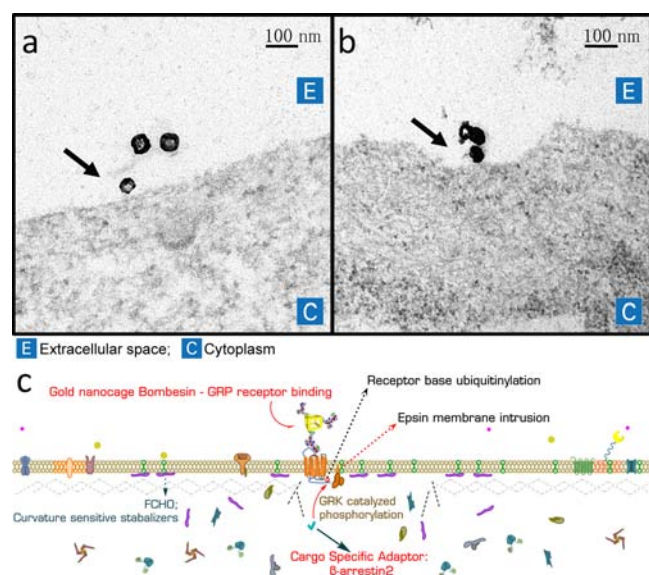 a
100 nm
E
C
b
100 nm
E
C
E Extracellular space; C Cytoplasm
c
Gold nanocage Bombesin - GRP receptor binding
Receptor base ubiquitinylation
Epsin membrane intrusion
FCHO;
Curvature sensitive stabalizers
GRK catalyzed
phosphorylation
Cargo Specific Adaptor:
β-arrestin2